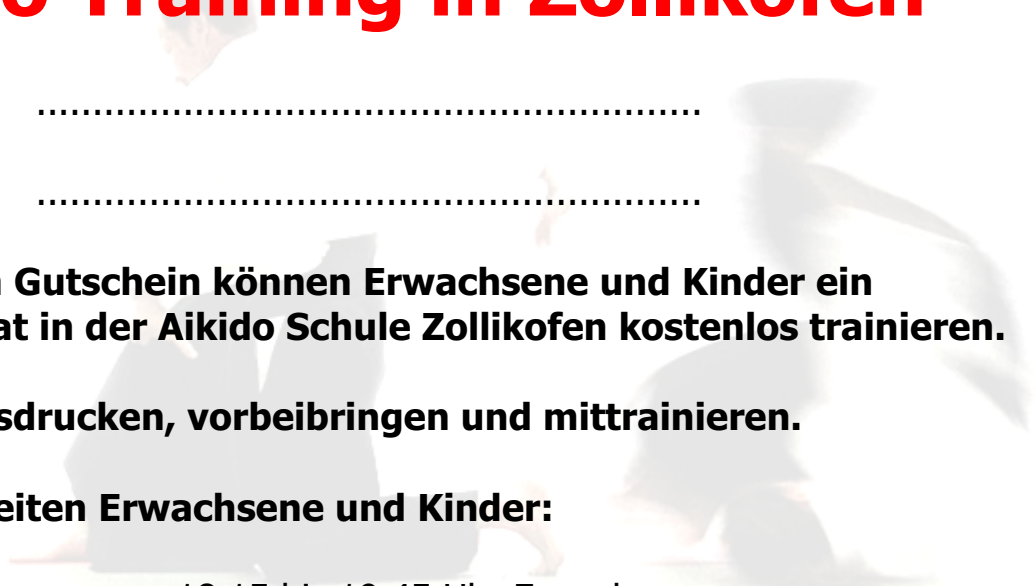 o Training in Zollikofen
...........................................................
...........................................................
Gutschein können Erwachsene und Kinder ein
at in der Aikido Schule Zollikofen kostenlos trainieren.
sdrucken, vorbeibringen und mittrainieren.
eiten Erwachsene und Kinder: